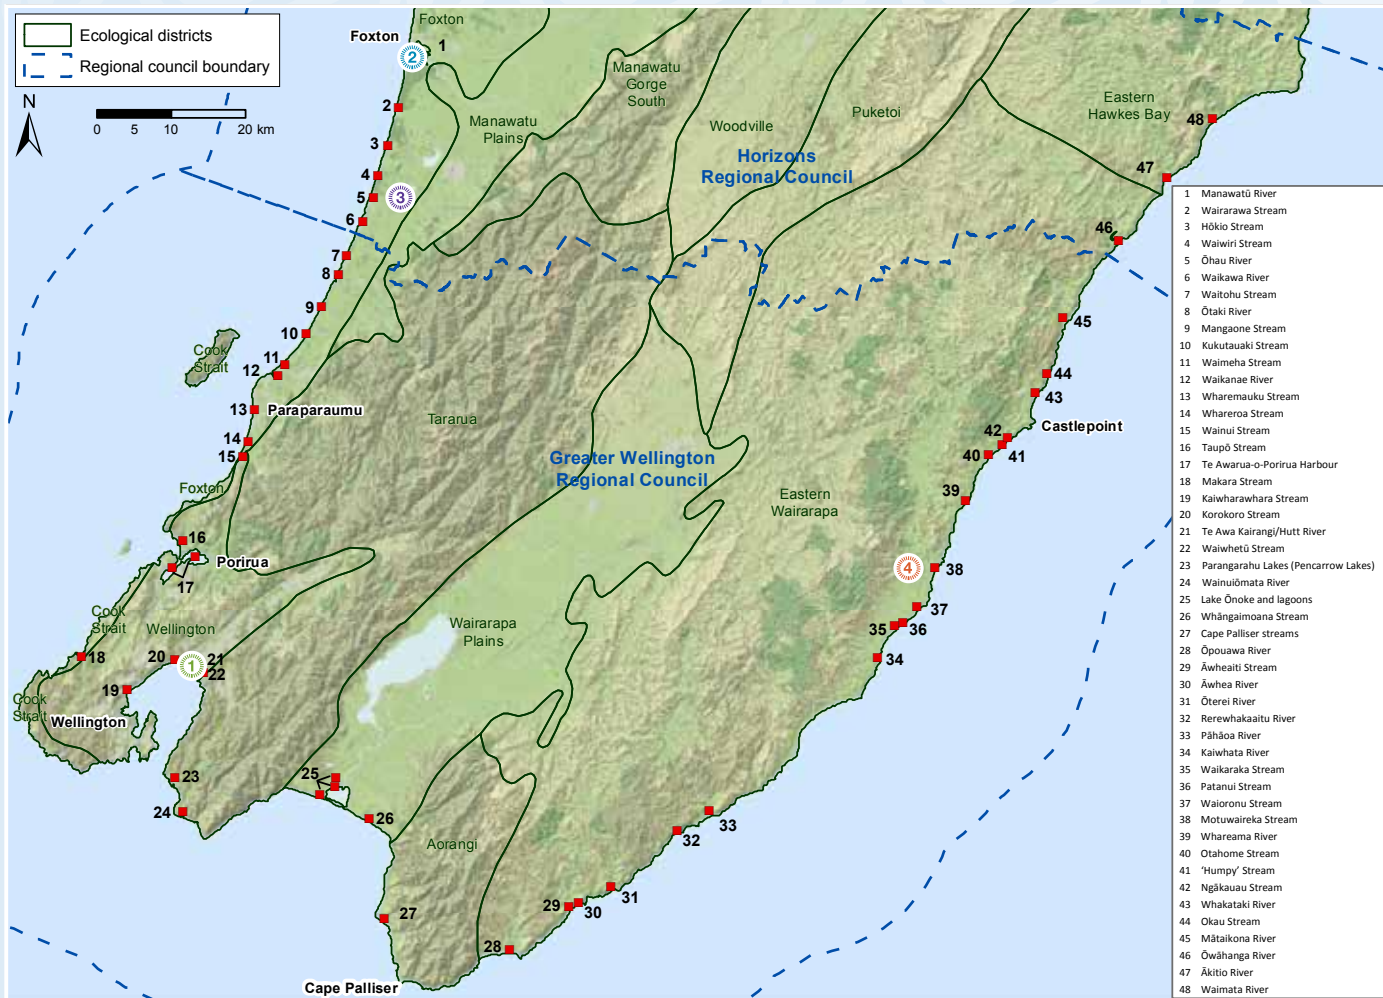 Ecological districts
Regional council boundary
N
0 5 10 20 km
Foxton
Foxton
2
1
2
3
4
5
3
6
7
8
9
10
11
12
13
14
15
16
17
18
19
20
1
21
22
23
24
25
26
27
28
29
30
31
32
33
34
35
36
37
38
4
39
40
41
42
43
44
45
46
47
48
Manawatu
Gorge
South
Manawatu
Plains
Woodville
Puketoi
Eastern
Hawkes Bay
Horizons
Regional Council
Cook
Strait
Paraparaumu
Tararua
Castlepoint
Greater Wellington
Regional Council
Foxton
Eastern
Wairarapa
Porirua
Cook
Strait
Wellington
Wairarapa
Plains
Cook
Strait
Wellington
Aorangi
Cape Palliser
1 Manawatū River
2 Wairarawa Stream
3 Hōkio Stream
4 Waiwiri Stream
5 Ōhau River
6 Waikawa River
7 Waitohu Stream
8 Ōtaki River
9 Mangaone Stream
10 Kukutauaki Stream
11 Waimeha Stream
12 Waikanae River
13 Wharemauku Stream
14 Whareroa Stream
15 Wainui Stream
16 Taupō Stream
17 Te Awarua-o-Porirua Harbour
18 Makara Stream
19 Kaiwharawhara Stream
20 Korokoro Stream
21 Te Awa Kairangi/Hutt River
22 Waiwhetū Stream
23 Parangarahu Lakes (Pencarrow Lakes)
24 Wainuiōmata River
25 Lake Ōnoke and lagoons
26 Whāngaimoana Stream
27 Cape Palliser streams
28 Ōpouawa River
29 Āwheaiti Stream
30 Āwhea River
31 Ōterei River
32 Rerewhakaaitu River
33 Pāhāoa River
34 Kaiwhata River
35 Waikaraka Stream
36 Patanui Stream
37 Waioronu Stream
38 Motuwaireka Stream
39 Whareama River
40 Otahome Stream
41 ‘Humpy’ Stream
42 Ngākauau Stream
43 Whakataki River
44 Okau Stream
45 Mātaikona River
46 Ōwāhanga River
47 Ākitio River
48 Waimata River